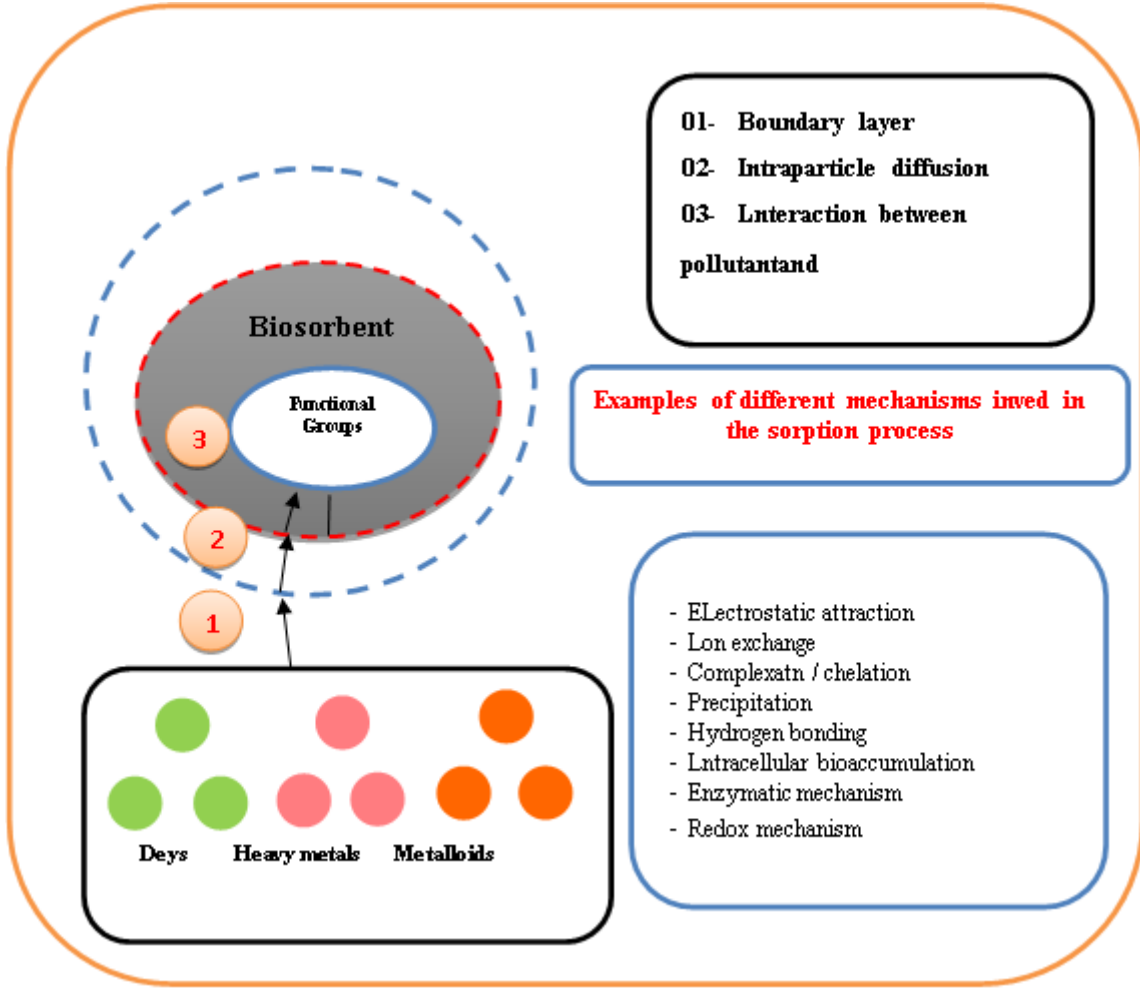 01- Boundary layer
02- Intraparticle diffusion
03- Lnteraction between
pollutantand
Biosorbent
Functional
Groups
3
2
1
Examples of different mechanisms inved in
the sorption process
- ELectrostatic attraction
- Lon exchange
- Complexatn / chelation
- Precipitation
- Hydrogen bonding
- Lntracellular bioaccumulation
- Enzymatic mechanism
- Redox mechanism
Deys Heavy metals Metalloids